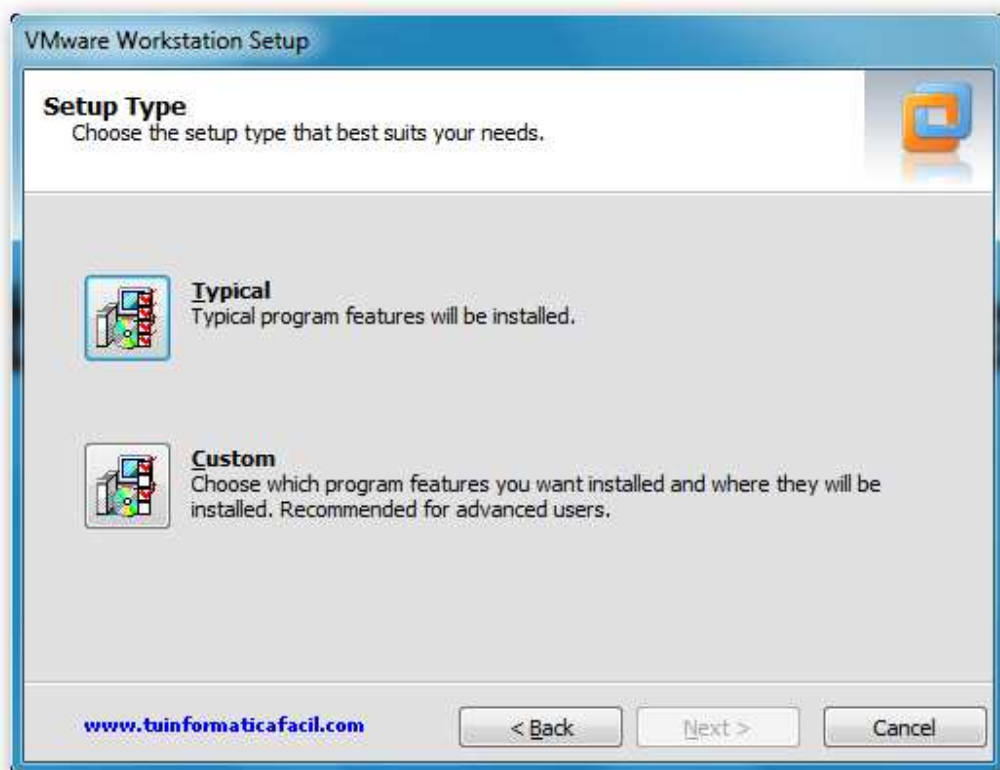 VMware Workstation Setup
Setup Type
Choose the setup type that best suits your needs.
Typical
Typical program features will be installed.
Custom
Choose which program features you want installed and where they will be
installed. Recommended for advanced users.
www.tuinformaticafacil.com
< Back
Next >
Cancel